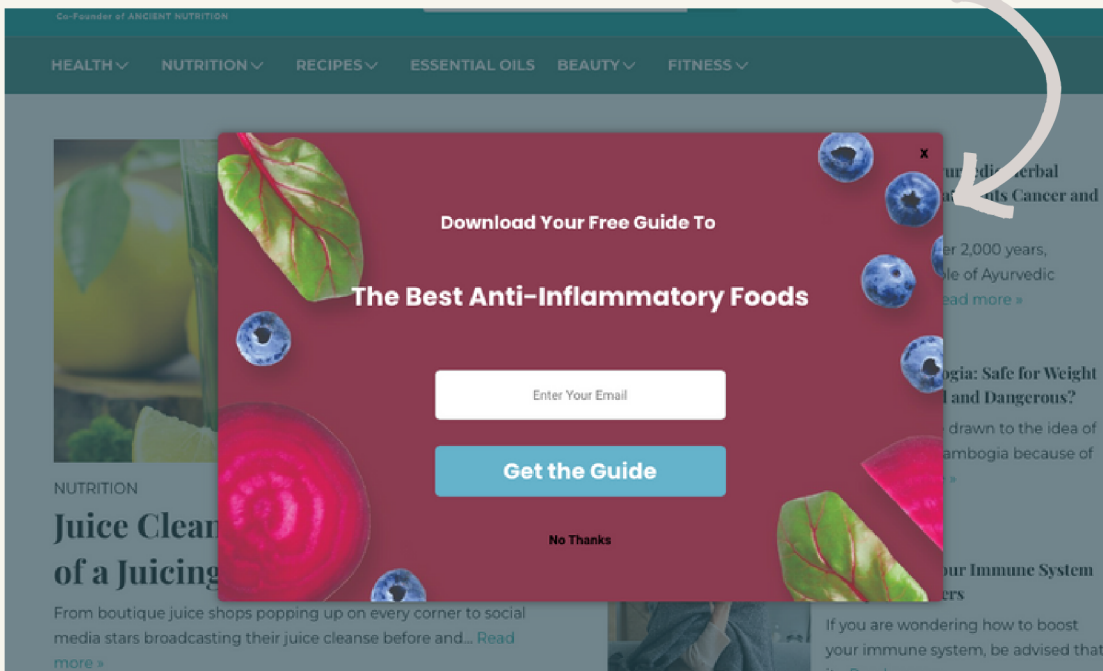 Co-Founder of ANCIENT NUTRITION
HEALTH NUTRITION RECIPES ESSENTIAL OILS BEAUTY FITNESS
X
Download Your Free Guide To
The Best Anti-Inflammatory Foods
Enter Your Email
Get the Guide
No Thanks
NUTRITION
Juice Clean
of a Juicing
From boutique juice shops popping up on every corner to social
media stars broadcasting their juice cleanse before and... Read
more »
Cancer and
er 2,000 years,
le of Ayurvedic
ead more »
ogia: Safe for Weight
and Dangerous?
drawn to the idea of
ambogia because of
»
our Immune System
ers
If you are wondering how to boost
your immune system, be advised that